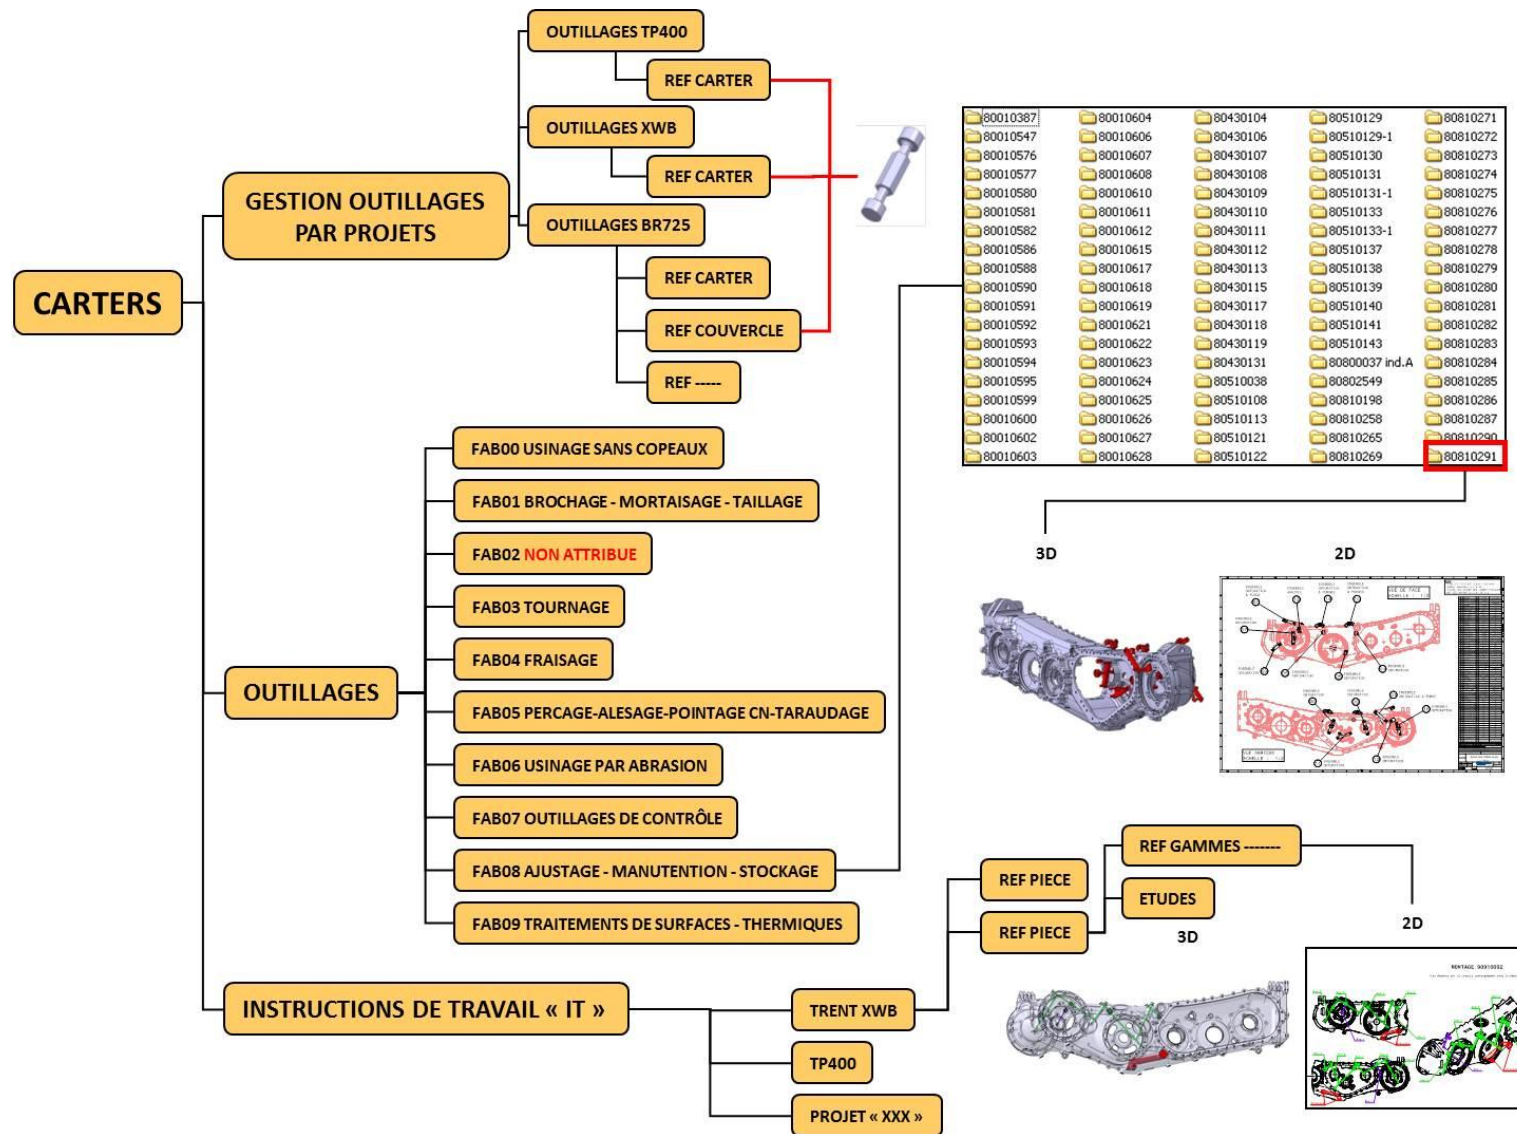 CARTERS
GESTION OUTILLAGES
PAR PROJETS
OUTILLAGES TP400
REF CARTER
OUTILLAGES XWB
REF CARTER
OUTILLAGES BR725
REF CARTER
REF COUVERCLE
REF -----
OUTILLAGES
FAB00 USINAGE SANS COPEAUX
FAB01 BROCHAGE - MORTAISAGE - TAILLAGE
FAB02 NON ATTRIBUE
FAB03 TOURNAGE
FAB04 FRAISAGE
FAB05 PERCAGE-ALESAGE-POINTAGE CN-TARAUDAGE
FAB06 USINAGE PAR ABRASION
FAB07 OUTILLAGES DE CONTRÔLE
FAB08 AJUSTAGE - MANUTENTION - STOCKAGE
FAB09 TRAITEMENTS DE SURFACES - THERMIQUES
80010387 80010604 80430104 80510129 80810271
80010547 80010606 80430106 80510129-1 80810272
80010576 80010607 80430107 80510130 80810273
80010577 80010608 80430108 80510131 80810274
80010580 80010610 80430109 80510131-1 80810275
80010581 80010611 80430110 80510133 80810276
80010582 80010612 80430111 80510133-1 80810277
80010586 80010615 80430112 80510137 80810278
80010588 80010617 80430113 80510138 80810279
80010590 80010618 80430115 80510139 80810280
80010591 80010619 80430117 80510140 80810281
80010592 80010621 80430118 80510141 80810282
80010593 80010622 80430119 80510143 80810283
80010594 80010623 80430131 80800037 ind.A 80810284
80010595 80010624 80510038 80802549 80810285
80010599 80010625 80510108 80810198 80810286
80010600 80010626 80510113 80810258 80810287
80010602 80010627 80510121 80810265 80810290
80010603 80010628 80510122 80810269 80810291
3D
2D
VUE DE FACE
INSTRUCTIONS DE TRAVAIL « IT »
TRENT XWB
TP400
PROJET « XXX »
REF PIECE
REF PIECE
REF GAMMES -------
ETUDES
3D
2D